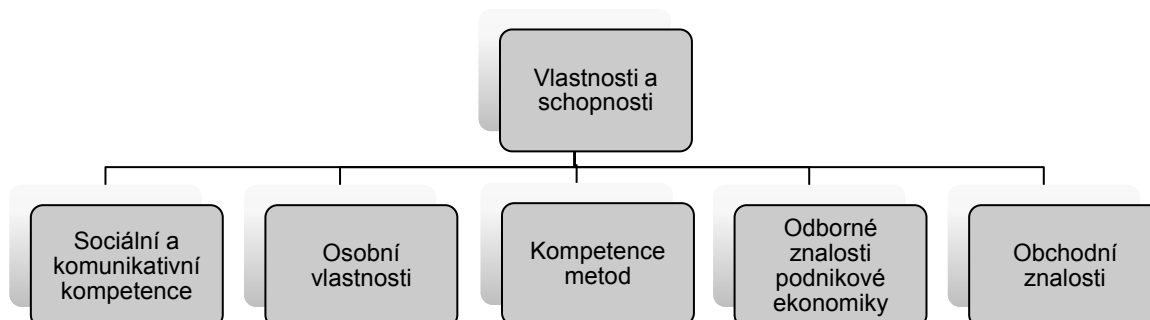 Vlastnosti a
schopnosti
Sociální a
komunikativní
kompetence
Osobní
vlastnosti
Kompetence
metod
Odborné
znalosti
podnikové
ekonomiky
Obchodní
znalosti